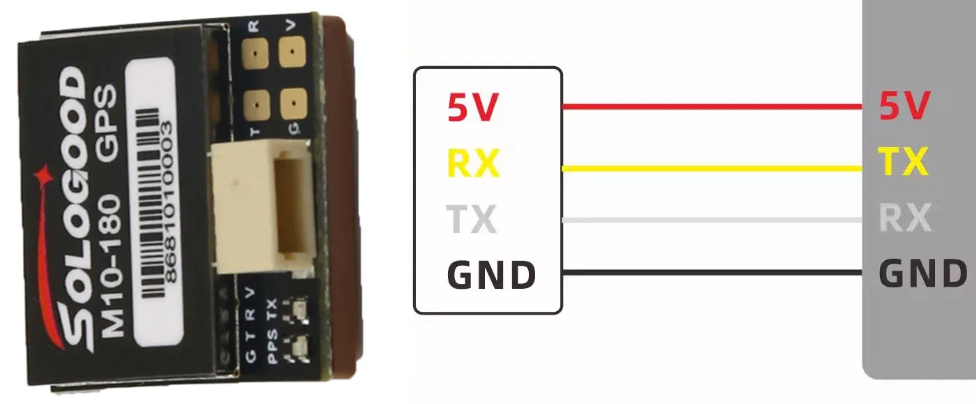 SOLOGOOD
M10-180 GPS
8681010003
R V
T G
G T R V
PPS TX
5V
RX
TX
GND
5V
TX
RX
GND